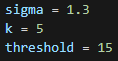 sigma = 1.3
k = 5
threshold = 15